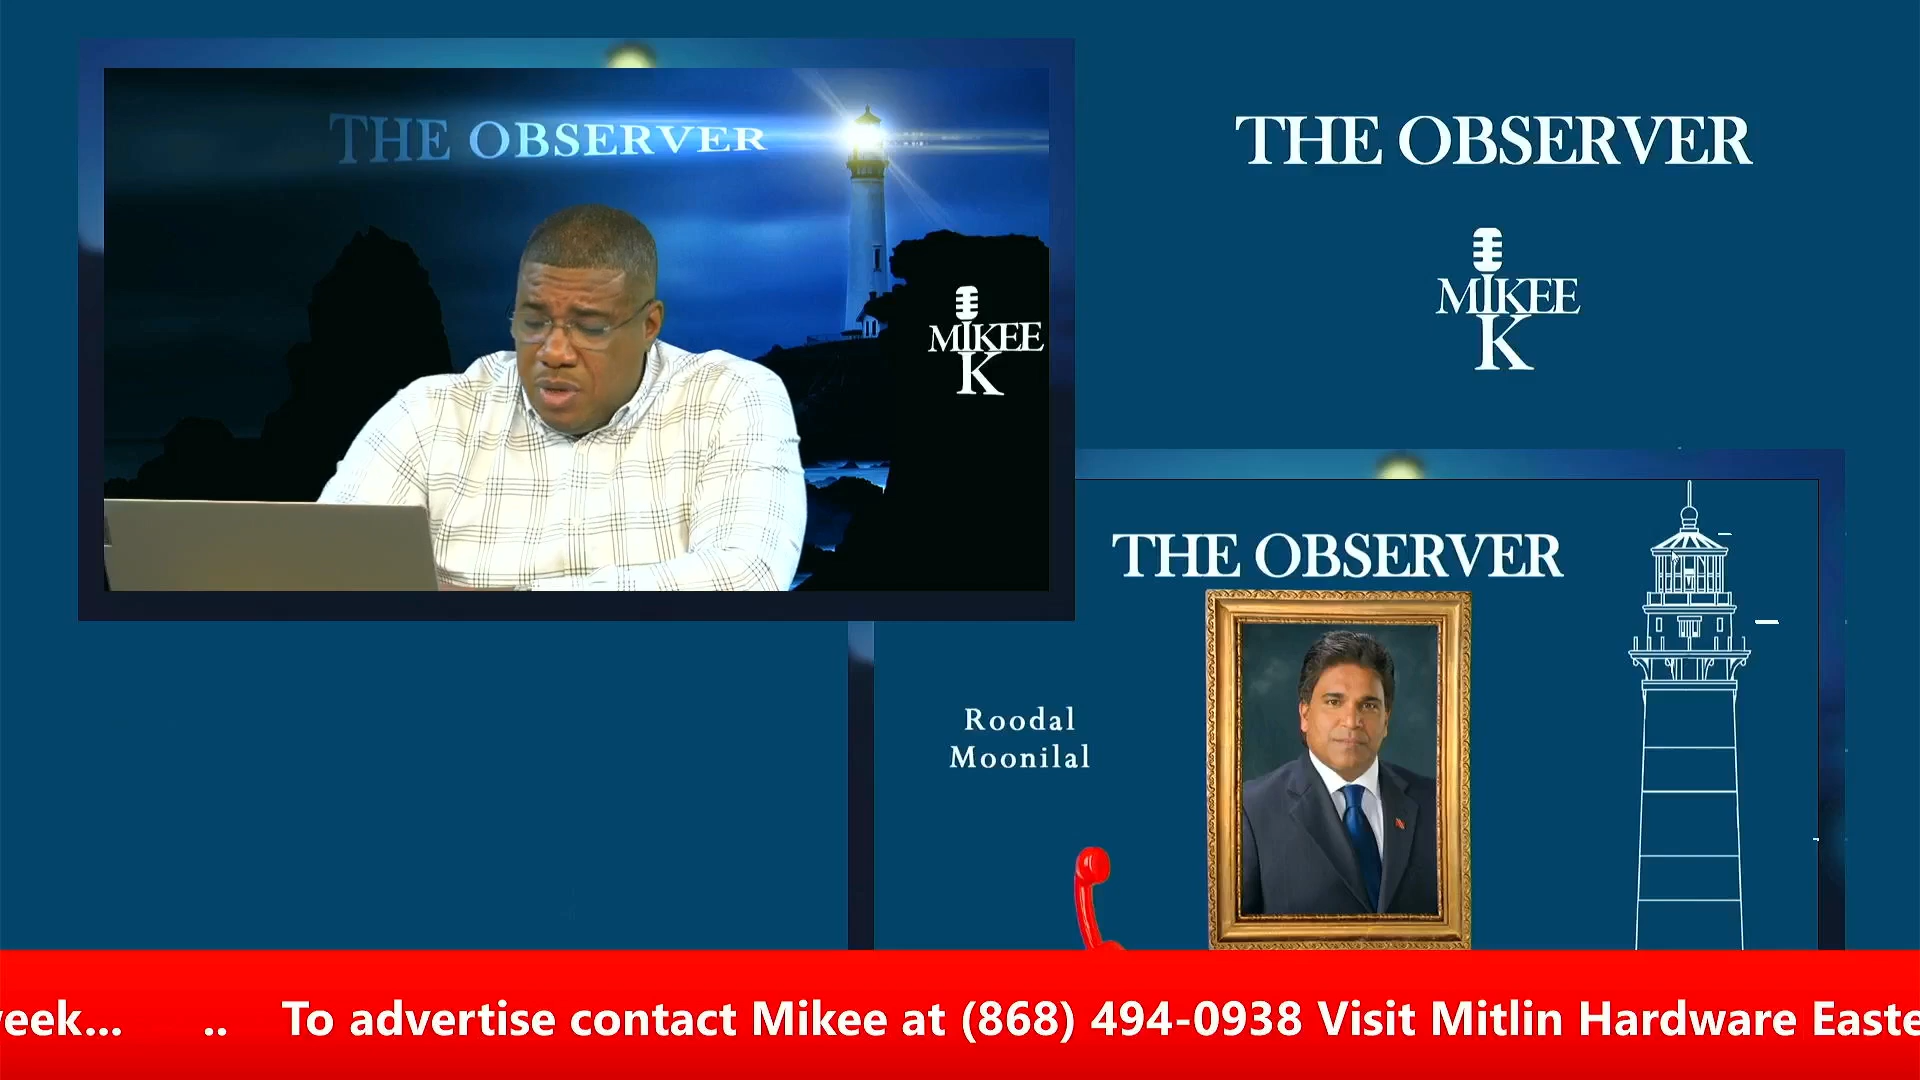 THE OBSERVER
MIKEE
K
THE OBSERVER
MIKEE
K
THE OBSERVER
Roodal
Moonilal
week... .. To advertise contact Mikee at (868) 494-0938 Visit Mitlin Hardware Easte